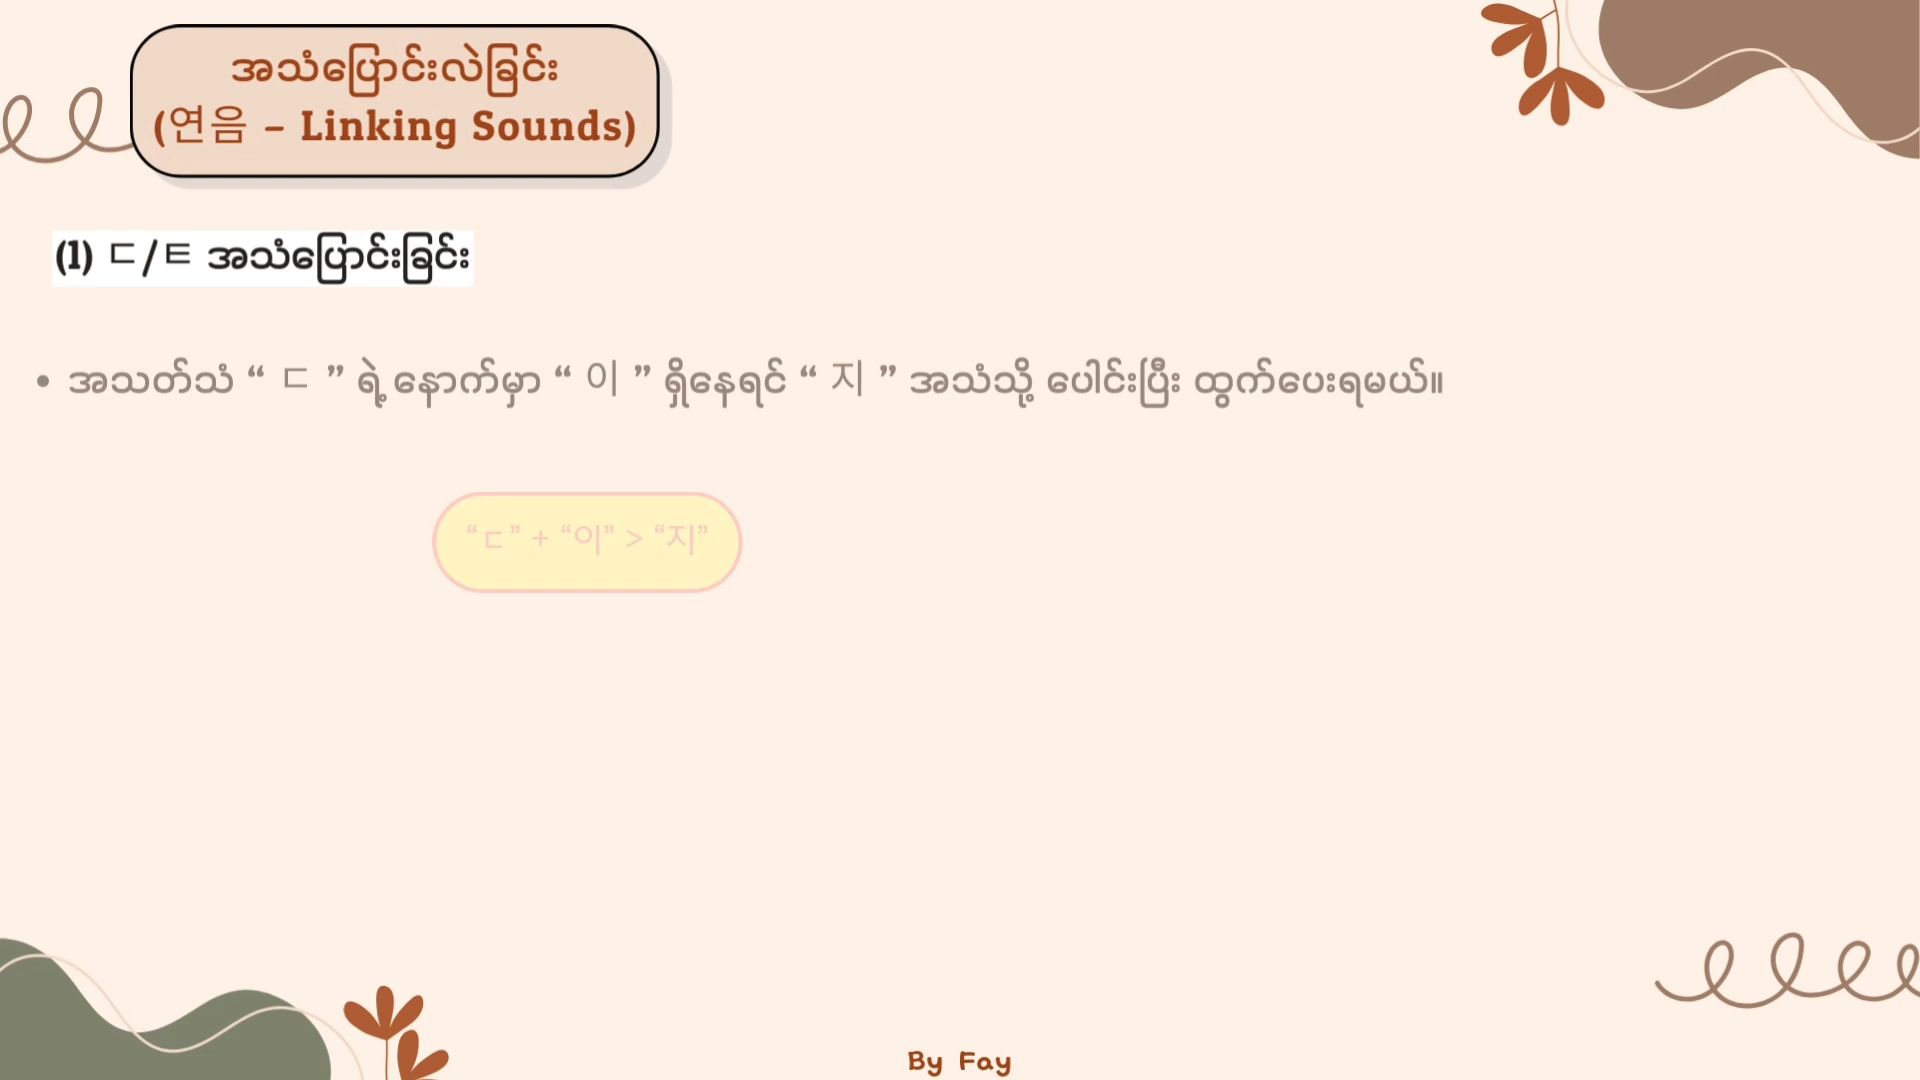 အသံပြောင်းလဲခြင်း
(연음 – Linking Sounds)
(1) ㄷ/ㅌ အသံပြောင်းခြင်း
• အသတ်သံ “ ㄷ ” ရဲ့နောက်မှာ “ 이 ” ရှိနေရင် “ 지 ” အသံသို့ ပေါင်းပြီး ထွက်ပေးရမယ်။
“ㄷ” + “이” > “지”
By Fay